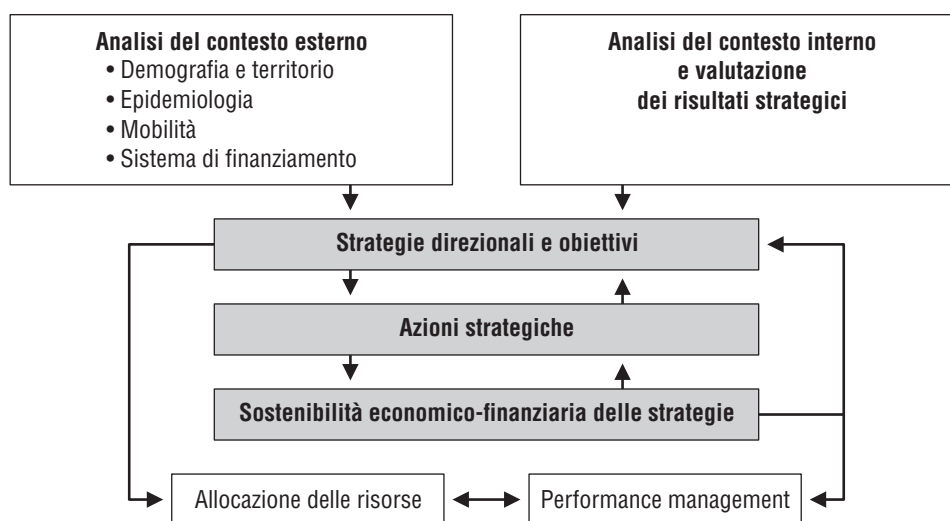 Analisi del contesto esterno
• Demografia e territorio
• Epidemiologia
• Mobilità
• Sistema di finanziamento
Analisi del contesto interno
e valutazione
dei risultati strategici
Strategie direzionali e obiettivi
Azioni strategiche
Sostenibilità economico-finanziaria delle strategie
Allocazione delle risorse
Performance management